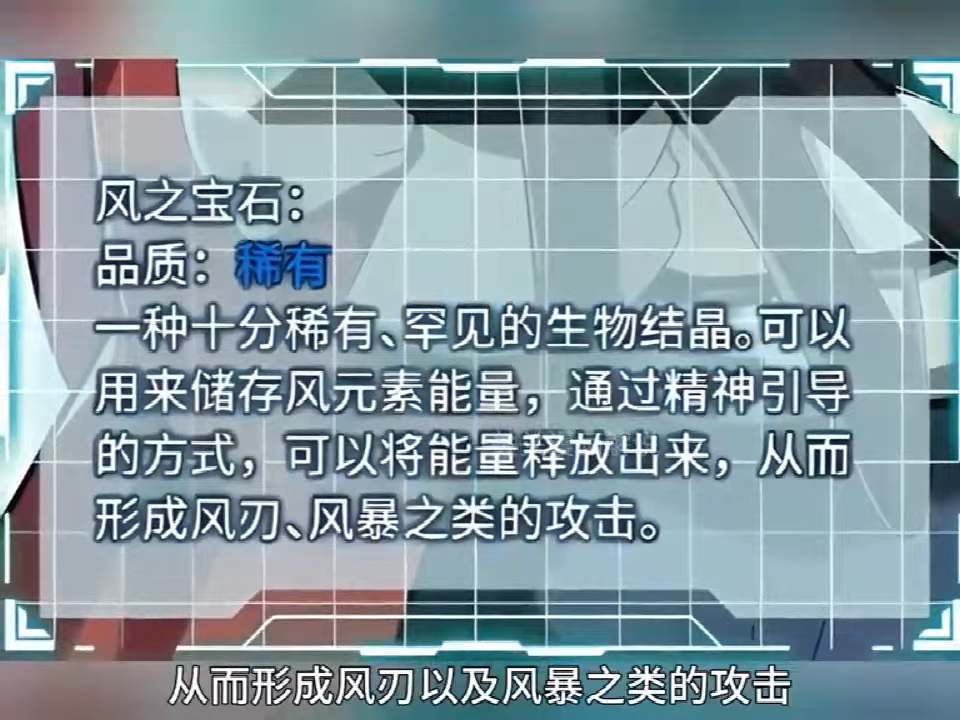 风之宝石：
品质：稀有
一种十分稀有、罕见的生物结晶。可以
用来储存风元素能量，通过精神引导
的方式，可以将能量释放出来，从而
形成风刃、风暴之类的攻击。
从而形成风刃以及风暴之类的攻击